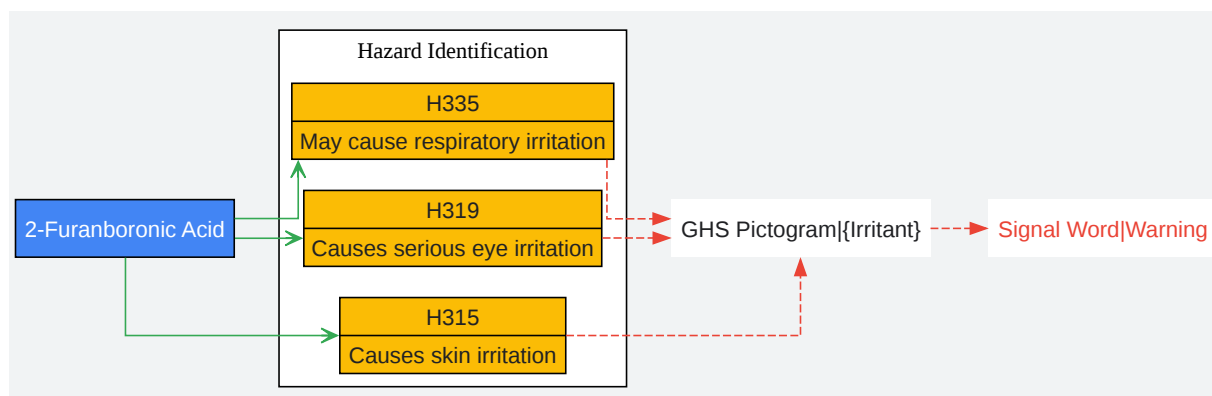 Hazard Identification
H335
May cause respiratory irritation
2-Furanboronic Acid
H319
Causes serious eye irritation
GHS Pictogram|{Irritant}
Signal Word|Warning
H315
Causes skin irritation